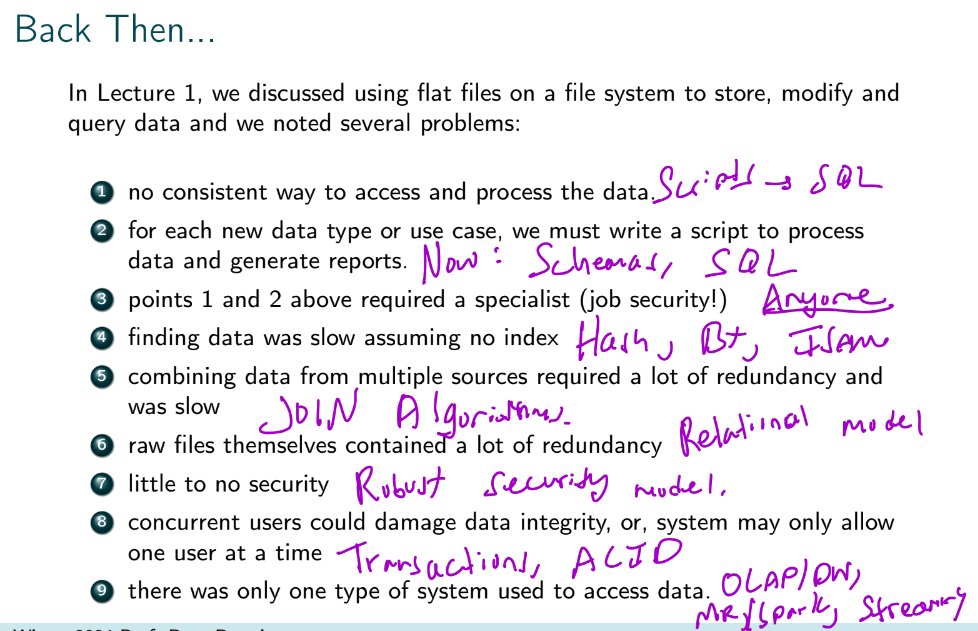 Back Then...
In Lecture 1, we discussed using flat files on a file system to store, modify and
query data and we noted several problems:
1 no consistent way to access and process the data. Scripts → SQL
2 for each new data type or use case, we must write a script to process
data and generate reports. Now: Schemas, SQL
3 points 1 and 2 above required a specialist (job security!) Anyone.
4 finding data was slow assuming no index Hash, B+, ISAM
5 combining data from multiple sources required a lot of redundancy and
was slow JOIN Algorithms.
6 raw files themselves contained a lot of redundancy Relational model
7 little to no security Robust security model.
8 concurrent users could damage data integrity, or, system may only allow
one user at a time Transactions, ACID
9 there was only one type of system used to access data. OLAP/DW,
MR/Spark, Streaming